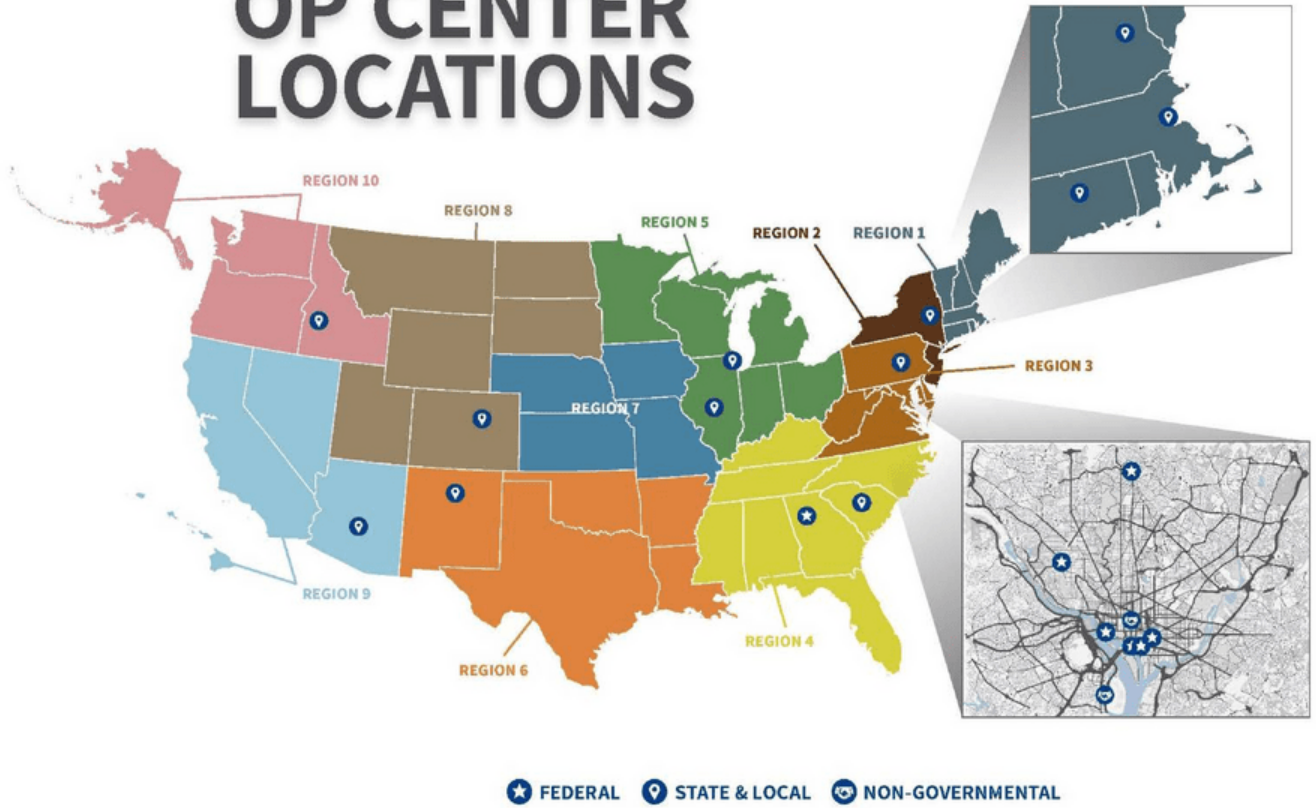 OP CENTER
LOCATIONS
REGION 10
REGION 8
REGION 5
REGION 2
REGION 1
REGION 3
REGION 7
REGION 9
REGION 6
REGION 4
FEDERAL
STATE & LOCAL
NON-GOVERNMENTAL